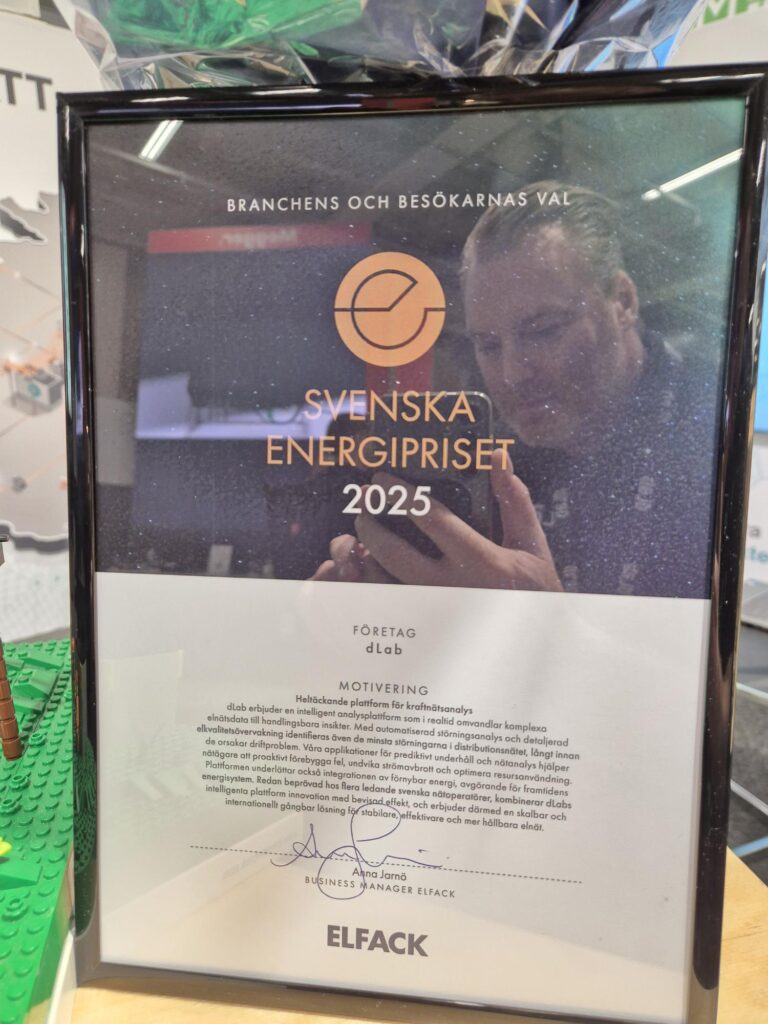 BRANCHENS OCH BESÖKARNAS VAL
SVENSKA
ENERGIPRISET
2025
FÖRETAG
dLab
MOTIVERING
Heltäckande plattform för kraftnätsanalys
dLab erbjuder en intelligent analysplattform som i realtid omvandlar komplexa
elnätsdata till handlingsbara insikter. Med automatiserad störningsanalys och detaljerad
elkvalitetsövervakning identifieras även de minsta störningarna i distributionsnätet, långt innan
de orsakar driftproblem. Våra applikationer för prediktivt underhåll och nätanalys hjälper
nätägare att proaktivt förebygga fel, undvika strömavbrott och optimera resursanvändning.
Plattformen underlättar också integrationen av förnybar energi, avgörande för framtidens
energisystem. Redan beprövad hos flera ledande svenska nätoperatörer, kombinerar dLabs
intelligenta plattform innovation med bevisad effekt, och erbjuder därmed en skalbar och
internationellt gångbar lösning för stabilare, effektivare och mer hållbara elnät.
Anna Jarnö
BUSINESS MANAGER ELFACK
ELFACK